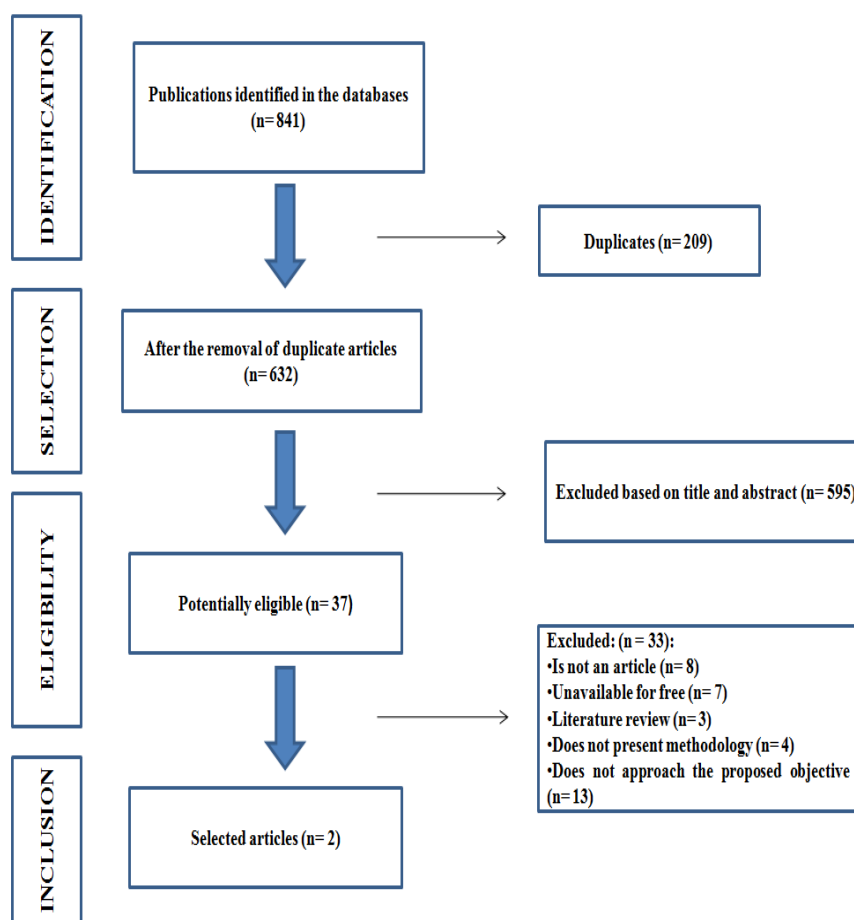 IDENTIFICATION
Publications identified in the databases
(n=841)
Duplicates (n=209)
SELECTION
After the removal of duplicate articles
(n=632)
Excluded based on title and abstract (n=595)
ELIGIBILITY
Potentially eligible (n=37)
Excluded: (n = 33):
•Is not an article (n=8)
•Unavailable for free (n=7)
•Literature review (n=3)
•Does not present methodology (n=4)
•Does not approach the proposed objective
(n=13)
INCLUSION
Selected articles (n=2)